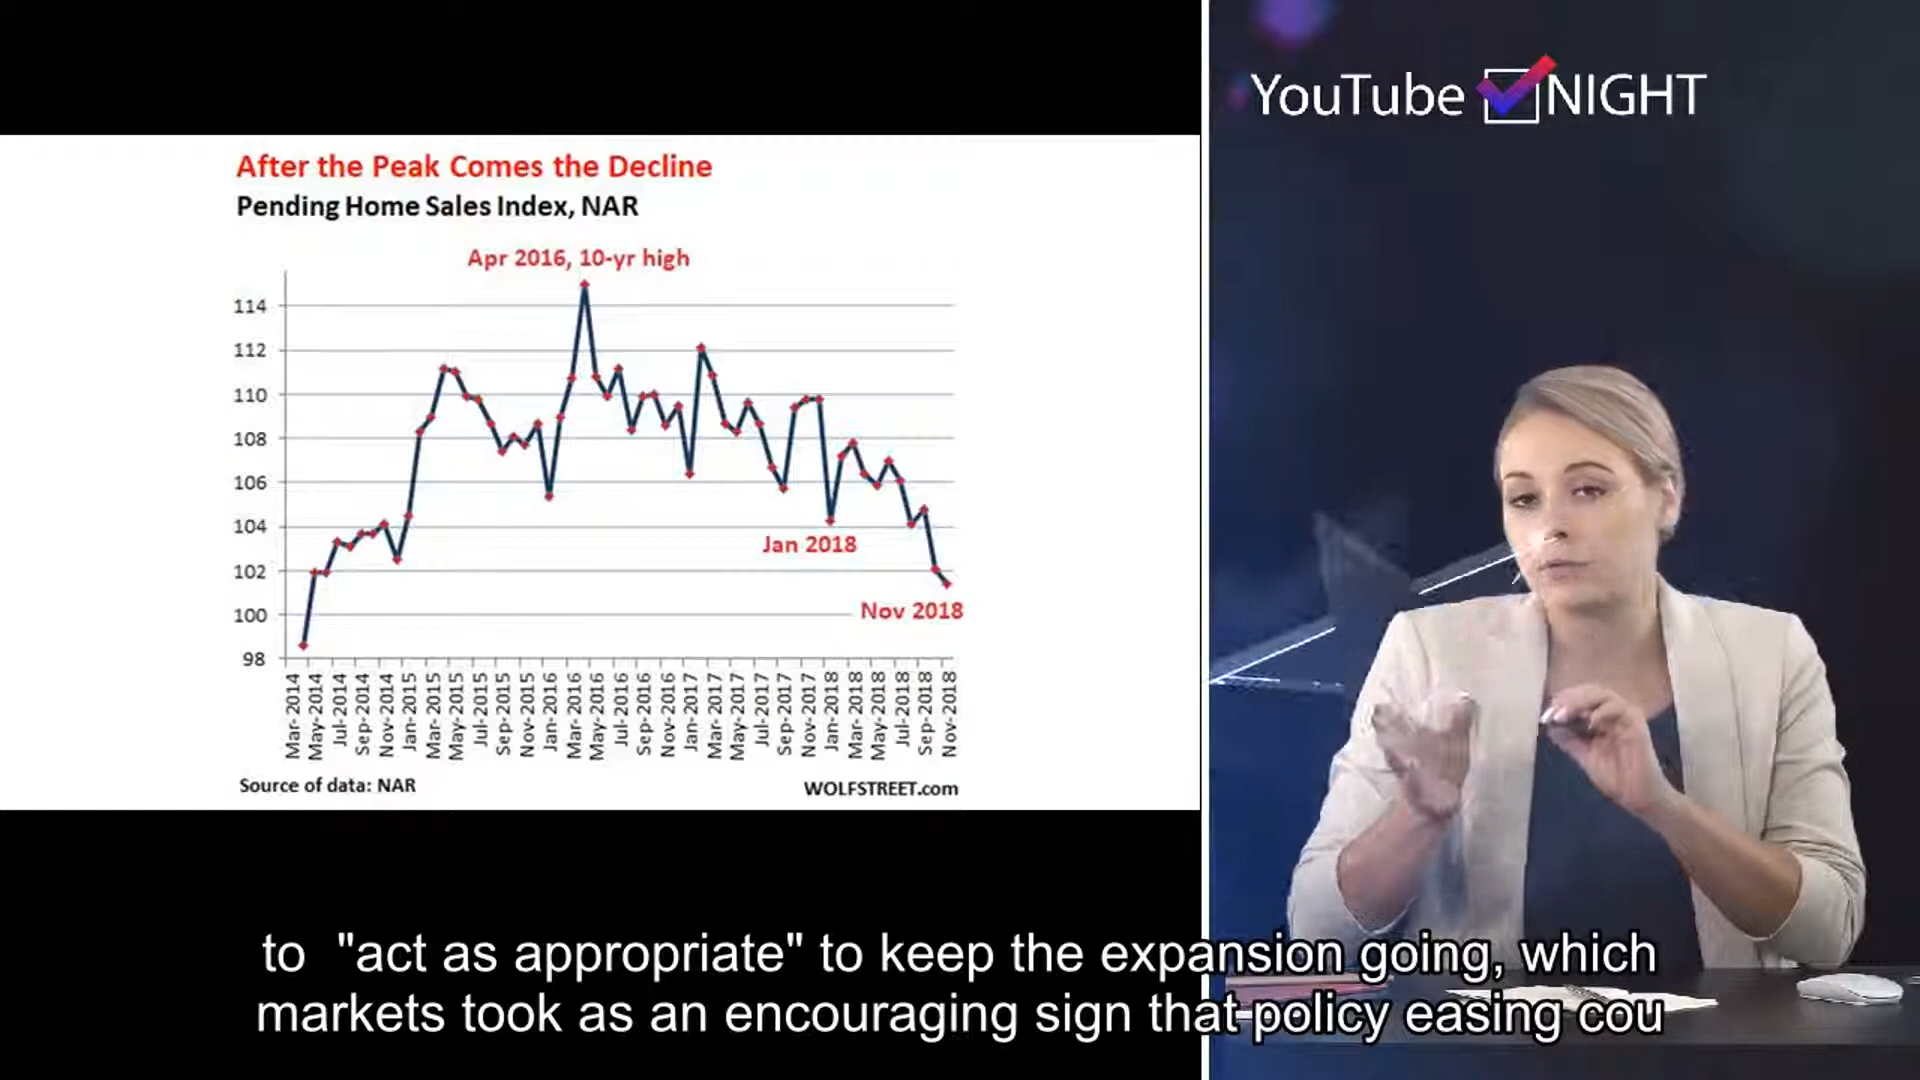 After the Peak Comes the Decline
Pending Home Sales Index, NAR
Apr 2016, 10-yr high
114
112
110
108
106
104
102
100
98
Jan 2018
Nov 2018
Mar-2014
May-2014
Jul-2014
Sep-2014
Nov-2014
Jan-2015
Mar-2015
May-2015
Jul-2015
Sep-2015
Nov-2015
Jan-2016
Mar-2016
May-2016
Jul-2016
Sep-2016
Nov-2016
Jan-2017
Mar-2017
May-2017
Jul-2017
Sep-2017
Nov-2017
Jan-2018
Mar-2018
May-2018
Jul-2018
Sep-2018
Nov-2018
Source of data: NAR
WOLFSTREET.com
YouTube NIGHT
to "act as appropriate" to keep the expansion going, which
markets took as an encouraging sign that policy easing cou